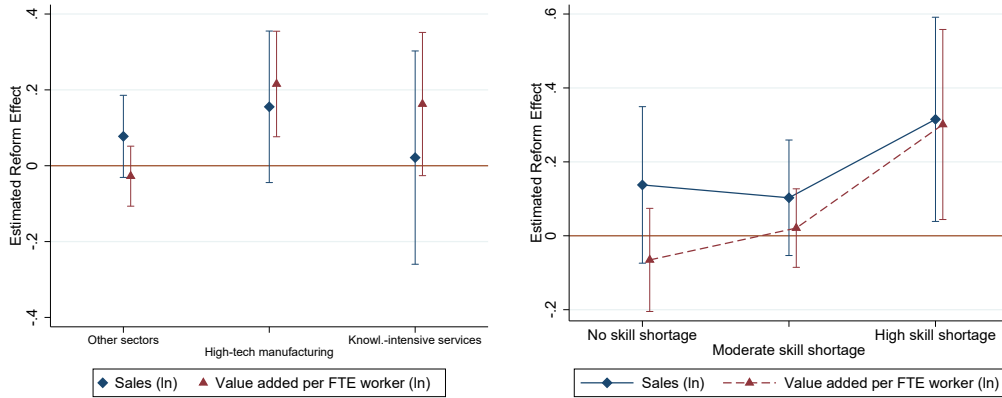 Estimated Reform Effect
.4
.2
0
-.2
-.4
Other sectors
High-tech manufacturing
Knowl.-intensive services
Sales (ln)
Value added per FTE worker (ln)
Estimated Reform Effect
.6
.4
.2
0
-.2
No skill shortage
Moderate skill shortage
High skill shortage
Sales (ln)
Value added per FTE worker (ln)